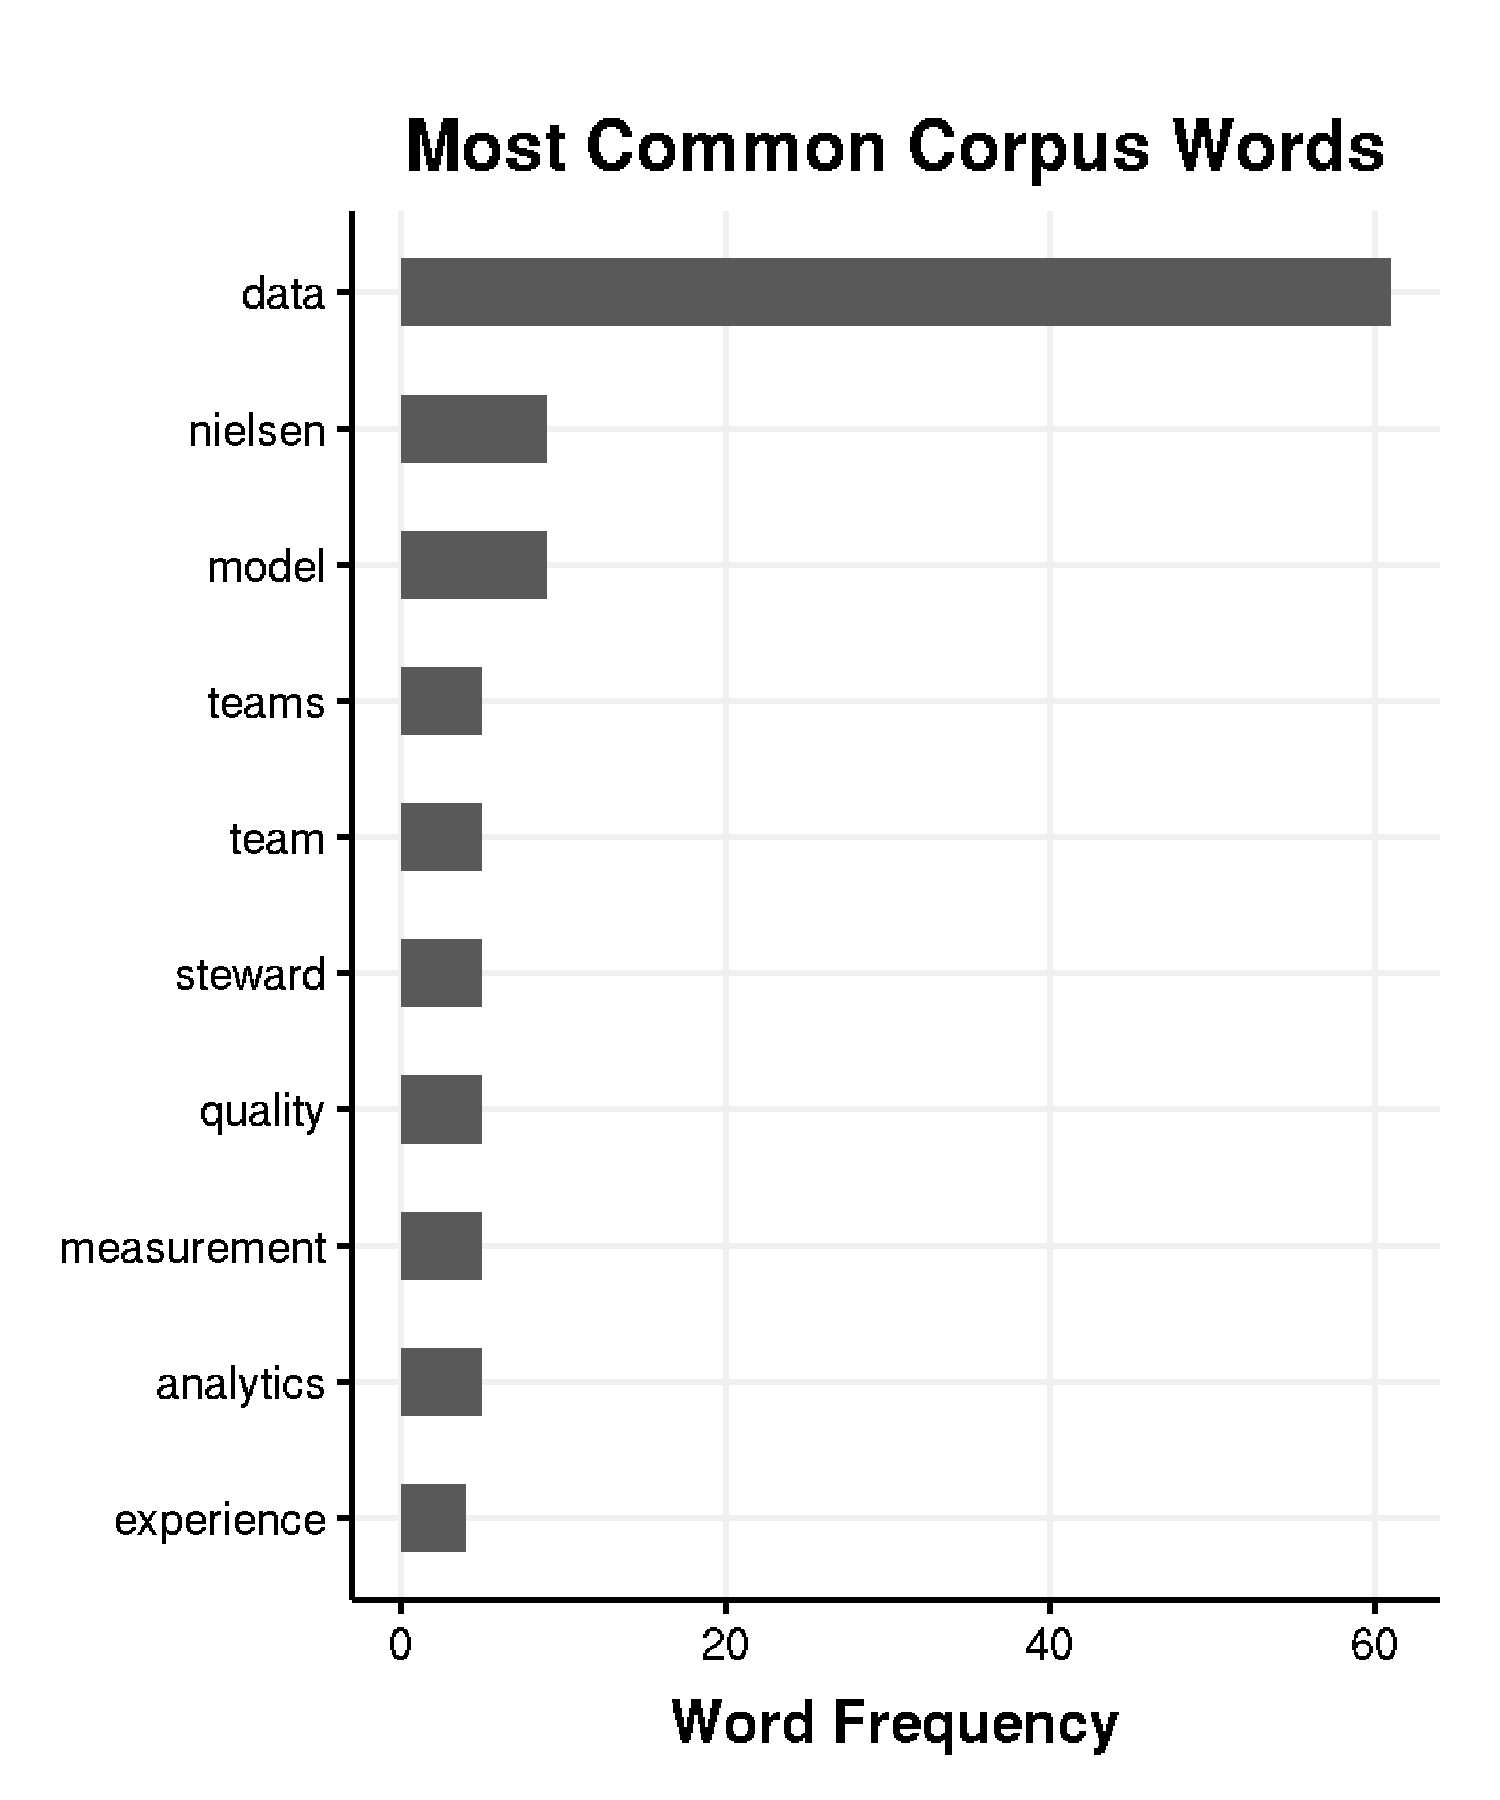 Most Common Corpus Words
data
nielsen
model
teams
team
steward
quality
measurement
analytics
experience
0 20 40 60
Word Frequency